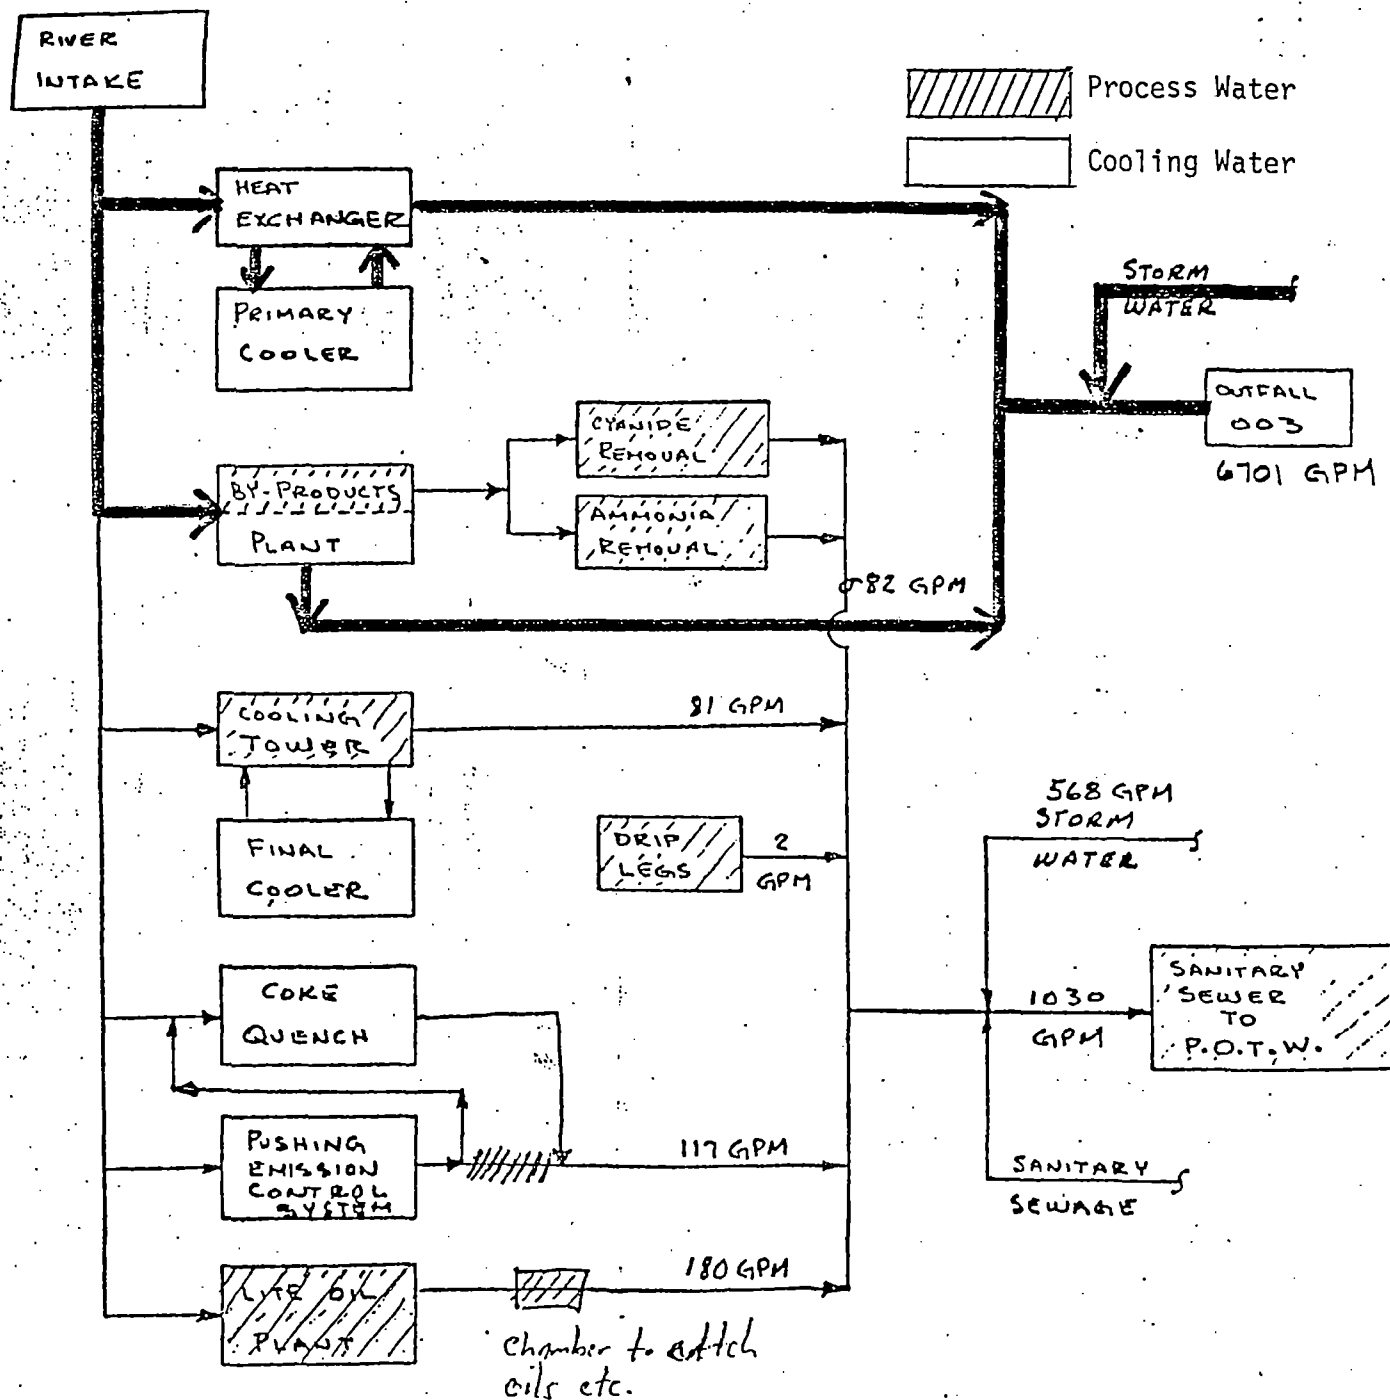 RIVER
INTAKE
Process Water
Cooling Water
HEAT
EXCHANGER
PRIMARY
COOLER
STORM
WATER
OUTFALL
003
6701 GPM
CYANIDE
REMOVAL
BY-PRODUCTS
PLANT
AMMONIA
REMOVAL
82 GPM
COOLING
TOWER
81 GPM
FINAL
COOLER
DRIP
LEGS
2
GPM
568 GPM
STORM
WATER
COKE
QUENCH
1030
GPM
SANITARY
SEWER
TO
P.O.T.W.
PUSHING
EMISSION
CONTROL
SYSTEM
117 GPM
SANITARY
SEWAGE
LITE OIL
PLANT
180 GPM
Chamber to catch
oils etc.